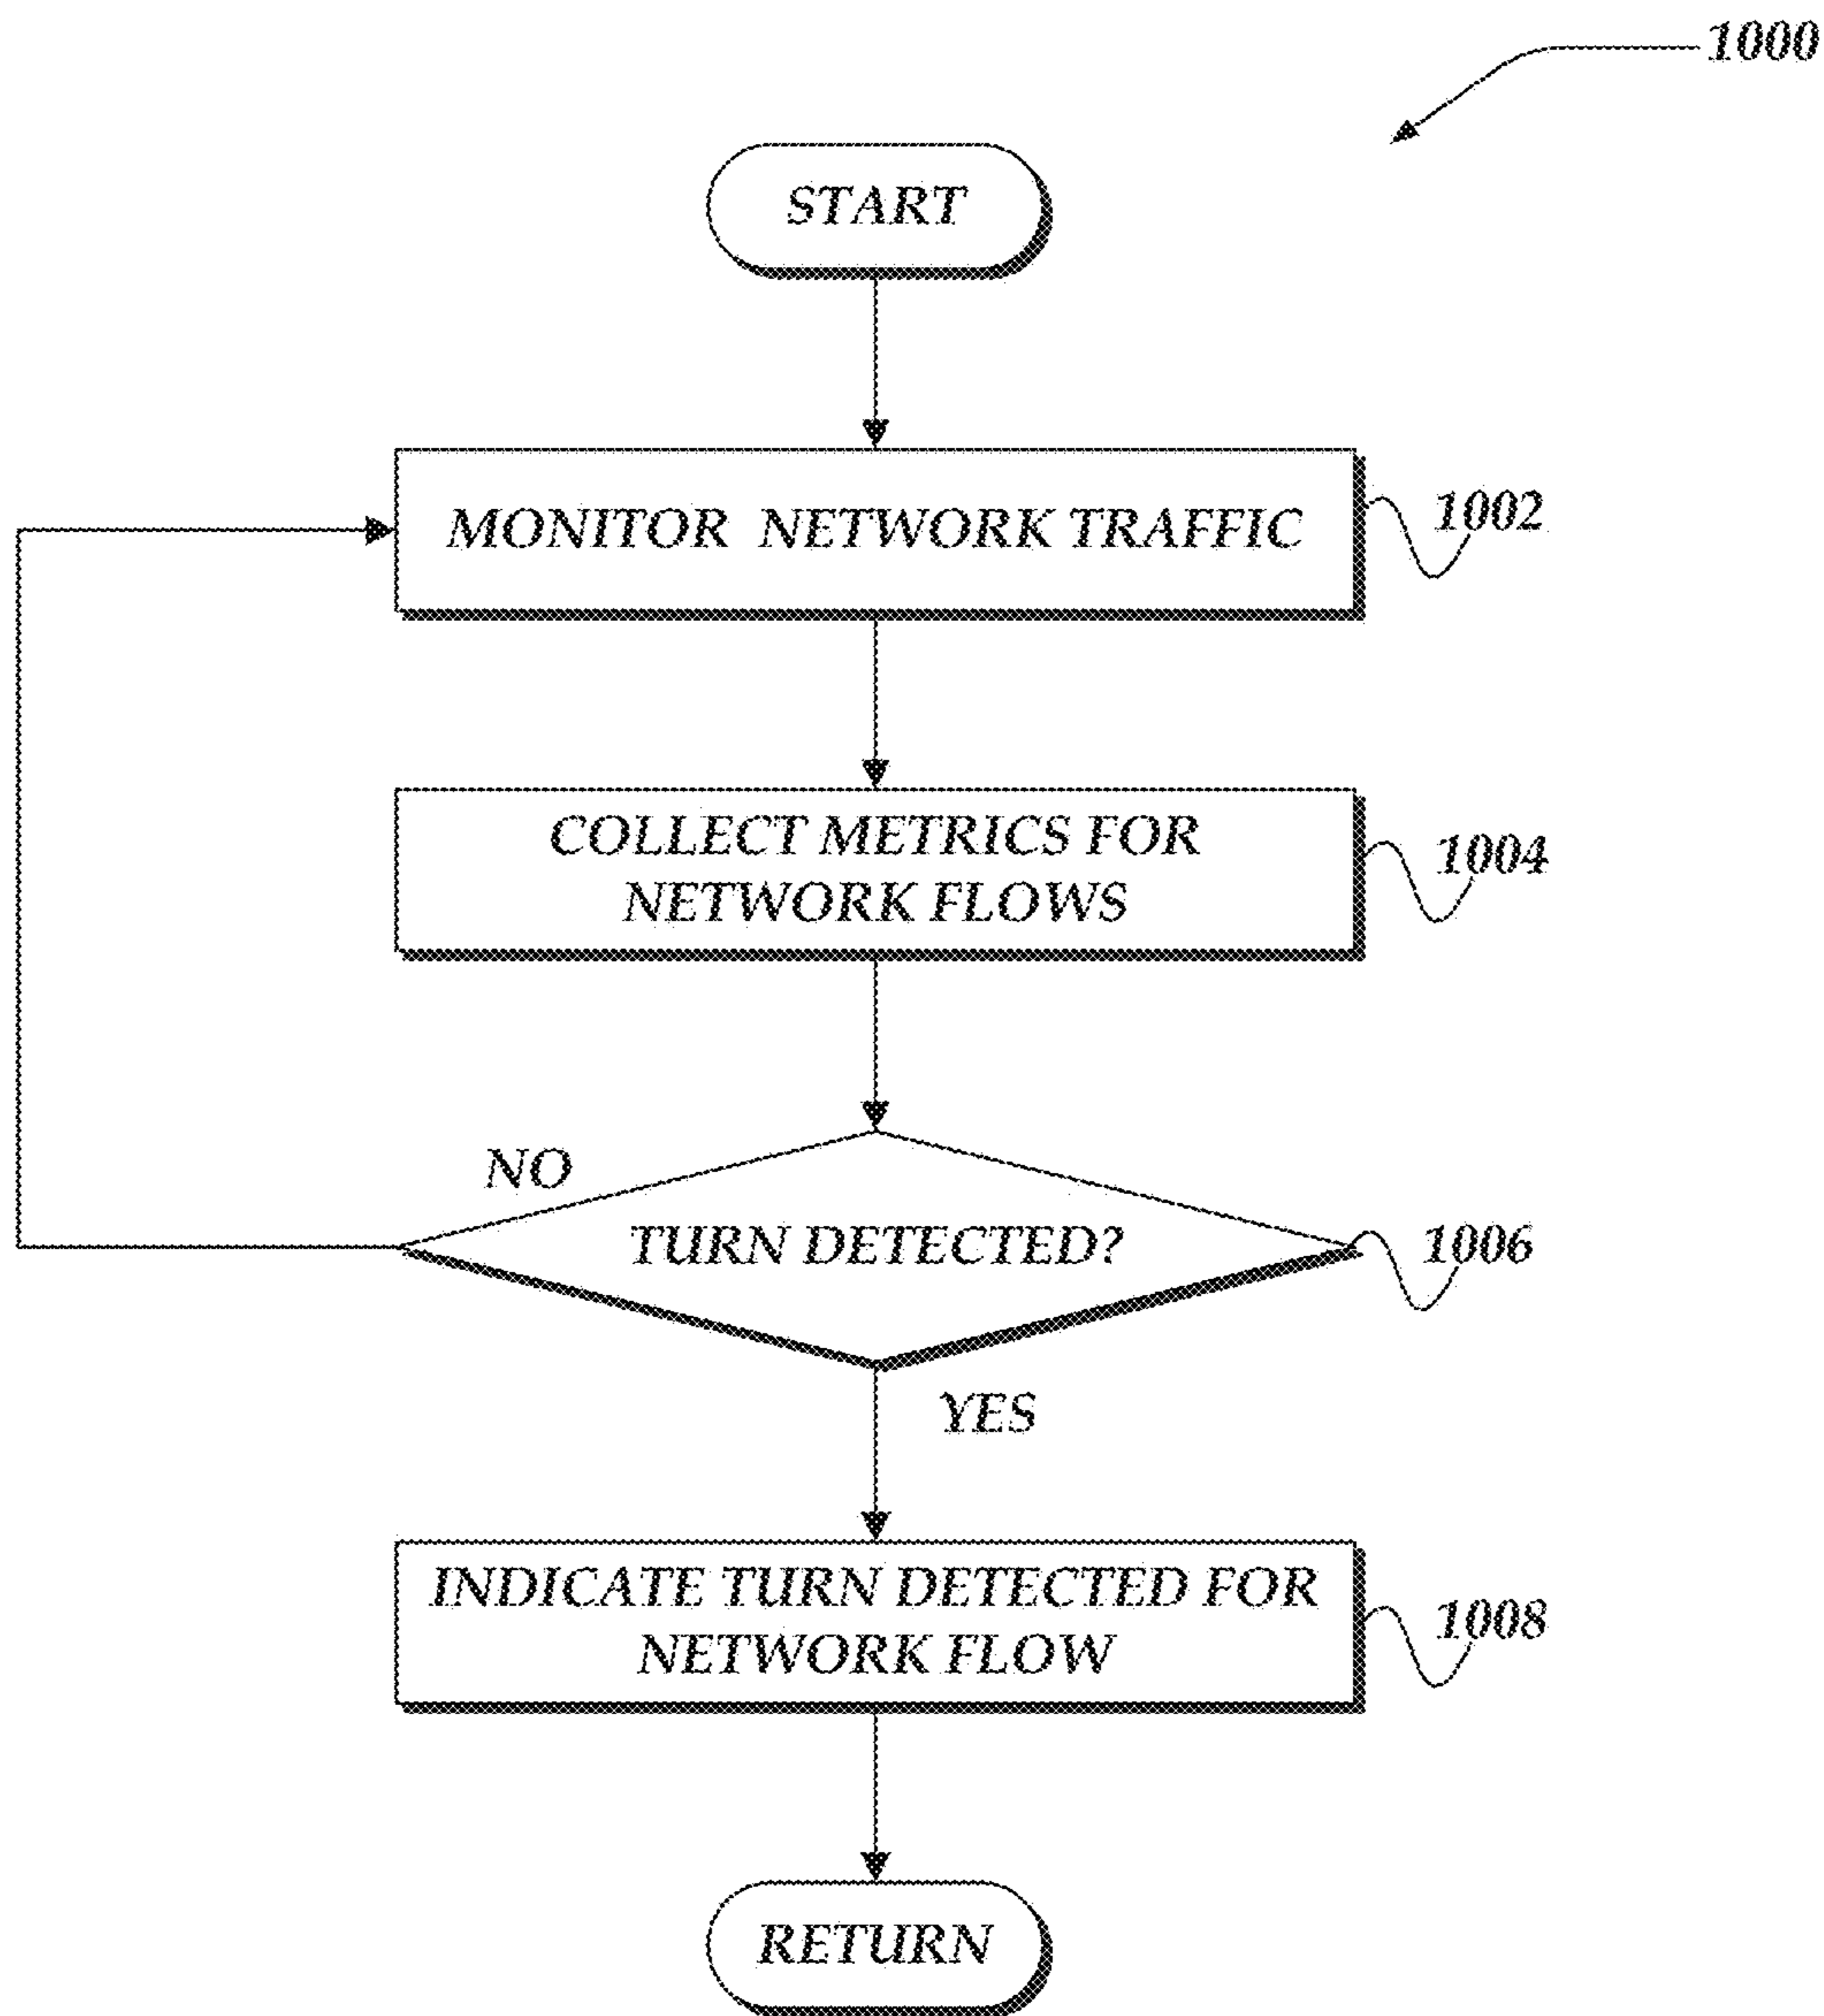 1000
START
MONITOR NETWORK TRAFFIC
1002
COLLECT METRICS FOR
NETWORK FLOWS
1004
NO
TURN DETECTED?
1006
YES
INDICATE TURN DETECTED FOR
NETWORK FLOW
1008
RETURN